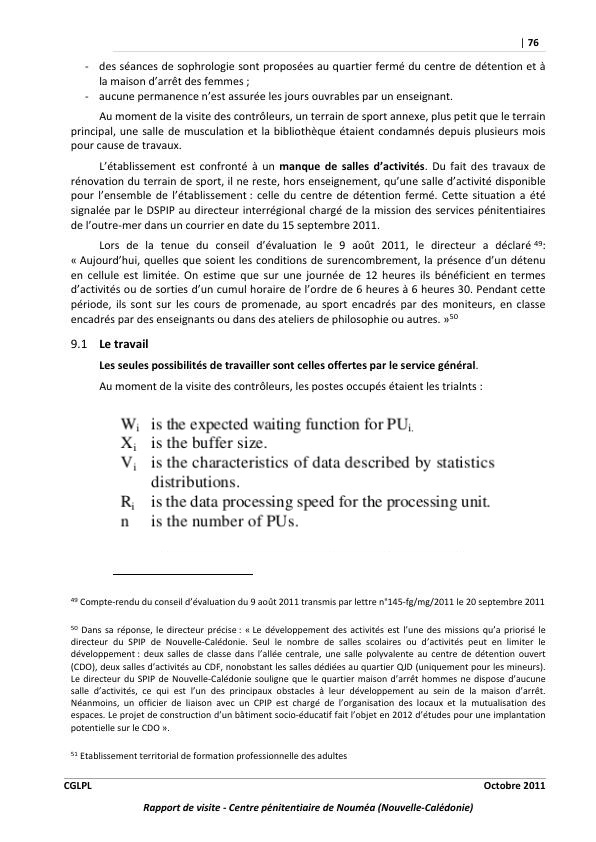 | 76
- des séances de sophrologie sont proposées au quartier fermé du centre de détention et à
la maison d'arrêt des femmes ;
- aucune permanence n'est assurée les jours ouvrables par un enseignant.
Au moment de la visite des contrôleurs, un terrain de sport annexe, plus petit que le terrain
principal, une salle de musculation et la bibliothèque étaient condamnés depuis plusieurs mois
pour cause de travaux.
L'établissement est confronté à un manque de salles d'activités. Du fait des travaux de
rénovation du terrain de sport, il ne reste, hors enseignement, qu'une salle d'activité disponible
pour l'ensemble de l'établissement : celle du centre de détention fermé. Cette situation a été
signalée par le DSPIP au directeur interrégional chargé de la mission des services pénitentiaires
de l'outre-mer dans un courrier en date du 15 septembre 2011.
Lors de la tenue du conseil d'évaluation le 9 août 2011, le directeur a déclaré 49:
« Aujourd'hui, quelles que soient les conditions de surencombrement, la présence d'un détenu
en cellule est limitée. On estime que sur une journée de 12 heures ils bénéficient en termes
d'activités ou de sorties d'un cumul horaire de l'ordre de 6 heures à 6 heures 30. Pendant cette
période, ils sont sur les cours de promenade, au sport encadrés par des moniteurs, en classe
encadrés par des enseignants ou dans des ateliers de philosophie ou autres. »50
9.1 Le travail
Les seules possibilités de travailler sont celles offertes par le service général.
Au moment de la visite des contrôleurs, les postes occupés étaient les trialnts :
Wi is the expected waiting function for PUi.
Xi is the buffer size.
Vi is the characteristics of data described by statistics
distributions.
Ri is the data processing speed for the processing unit.
n is the number of PUs.
49 Compte-rendu du conseil d'évaluation du 9 août 2011 transmis par lettre n°145-fg/mg/2011 le 20 septembre 2011
50 Dans sa réponse, le directeur précise : « Le développement des activités est l'une des missions qu'a priorisé le
directeur du SPIP de Nouvelle-Calédonie. Seul le nombre de salles scolaires ou d'activités peut en limiter le
développement : deux salles de classe dans l'allée centrale, une salle polyvalente au centre de détention ouvert
(CDO), deux salles d'activités au CDF, nonobstant les salles dédiées au quartier QJD (uniquement pour les mineurs).
Le directeur du SPIP de Nouvelle-Calédonie souligne que le quartier maison d'arrêt hommes ne dispose d'aucune
salle d'activités, ce qui est l'un des principaux obstacles à leur développement au sein de la maison d'arrêt.
Néanmoins, un officier de liaison avec un CPIP est chargé de l'organisation des locaux et la mutualisation des
espaces. Le projet de construction d'un bâtiment socio-éducatif fait l'objet en 2012 d'études pour une implantation
potentielle sur le CDO ».
51 Etablissement territorial de formation professionnelle des adultes
CGLPL Octobre 2011
Rapport de visite - Centre pénitentiaire de Nouméa (Nouvelle-Calédonie)